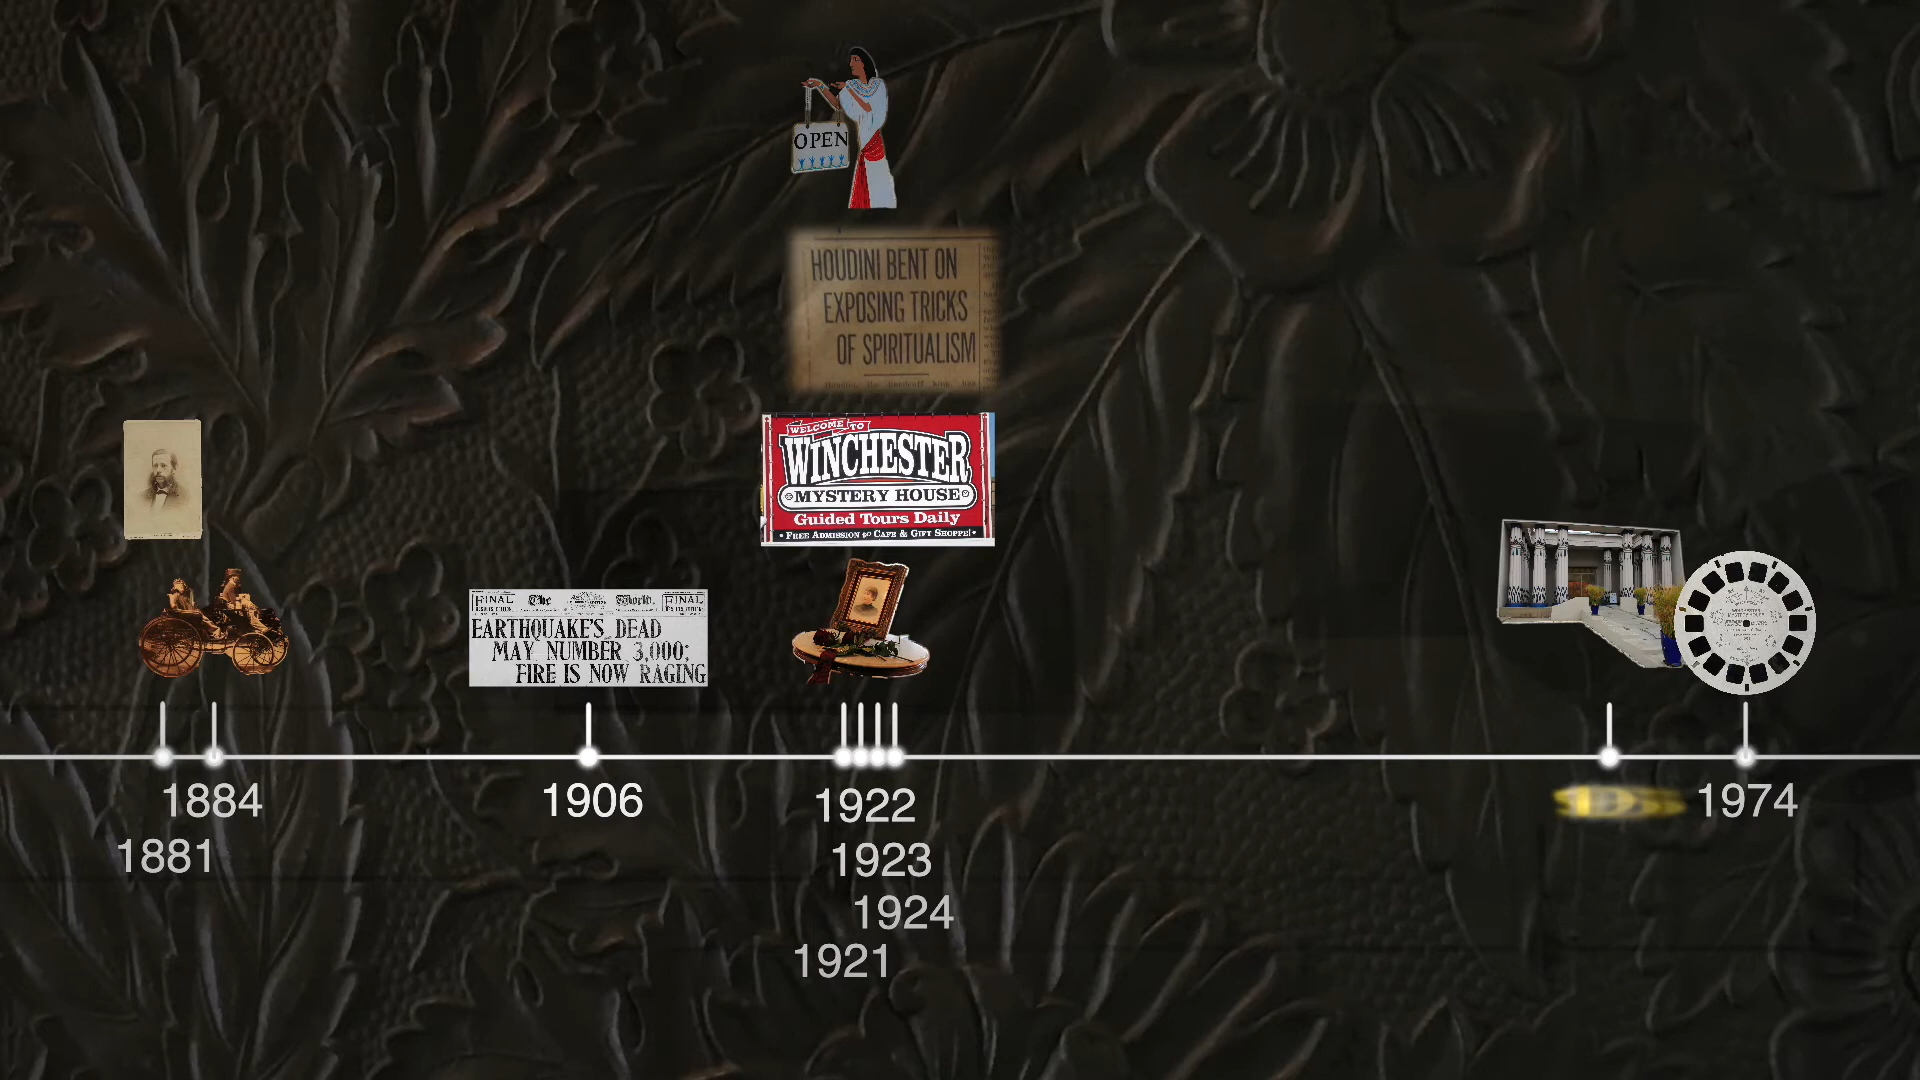 OPEN
HOUDINI BENT ON
EXPOSING TRICKS
OF SPIRITUALISM
WELCOME TO
WINCHESTER
MYSTERY HOUSE
Guided Tours Daily
• FREE ADMISSION to CAFE & GIFT SHOPPE! •
FINAL The World. FINAL
EARTHQUAKE'S DEAD
MAY NUMBER 3,000;
FIRE IS NOW RAGING
1884
1906
1922
1974
1881
1923
1924
1921